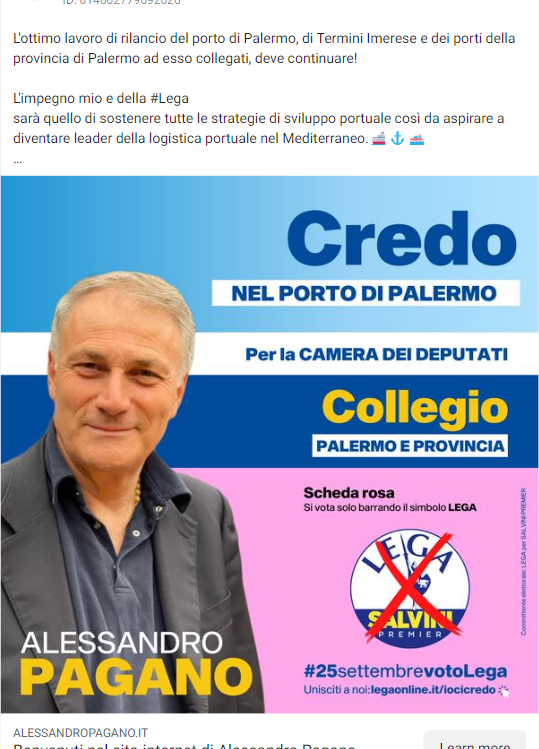 L'ottimo lavoro di rilancio del porto di Palermo, di Termini Imerese e dei porti della
provincia di Palermo ad esso collegati, deve continuare!
L'impegno mio e della #Lega
sarà quello di sostenere tutte le strategie di sviluppo portuale così da aspirare a
diventare leader della logistica portuale nel Mediterraneo. 🚢 ⚓ 🛳️
...
Credo
NEL PORTO DI PALERMO
Per la CAMERA DEI DEPUTATI
Collegio
PALERMO E PROVINCIA
Scheda rosa
Si vota solo barrando il simbolo LEGA
LEGA
SALVINI
PREMIER
Committente elettorale: LEGA per SALVINI PREMIER
ALESSANDRO
PAGANO
#25settembrevotoLega
Unisciti a noi:legaonline.it/iocicredo
ALESSANDROPAGANO.IT
Benvenuti nel sito internet di Alessandro Pagano
Learn more